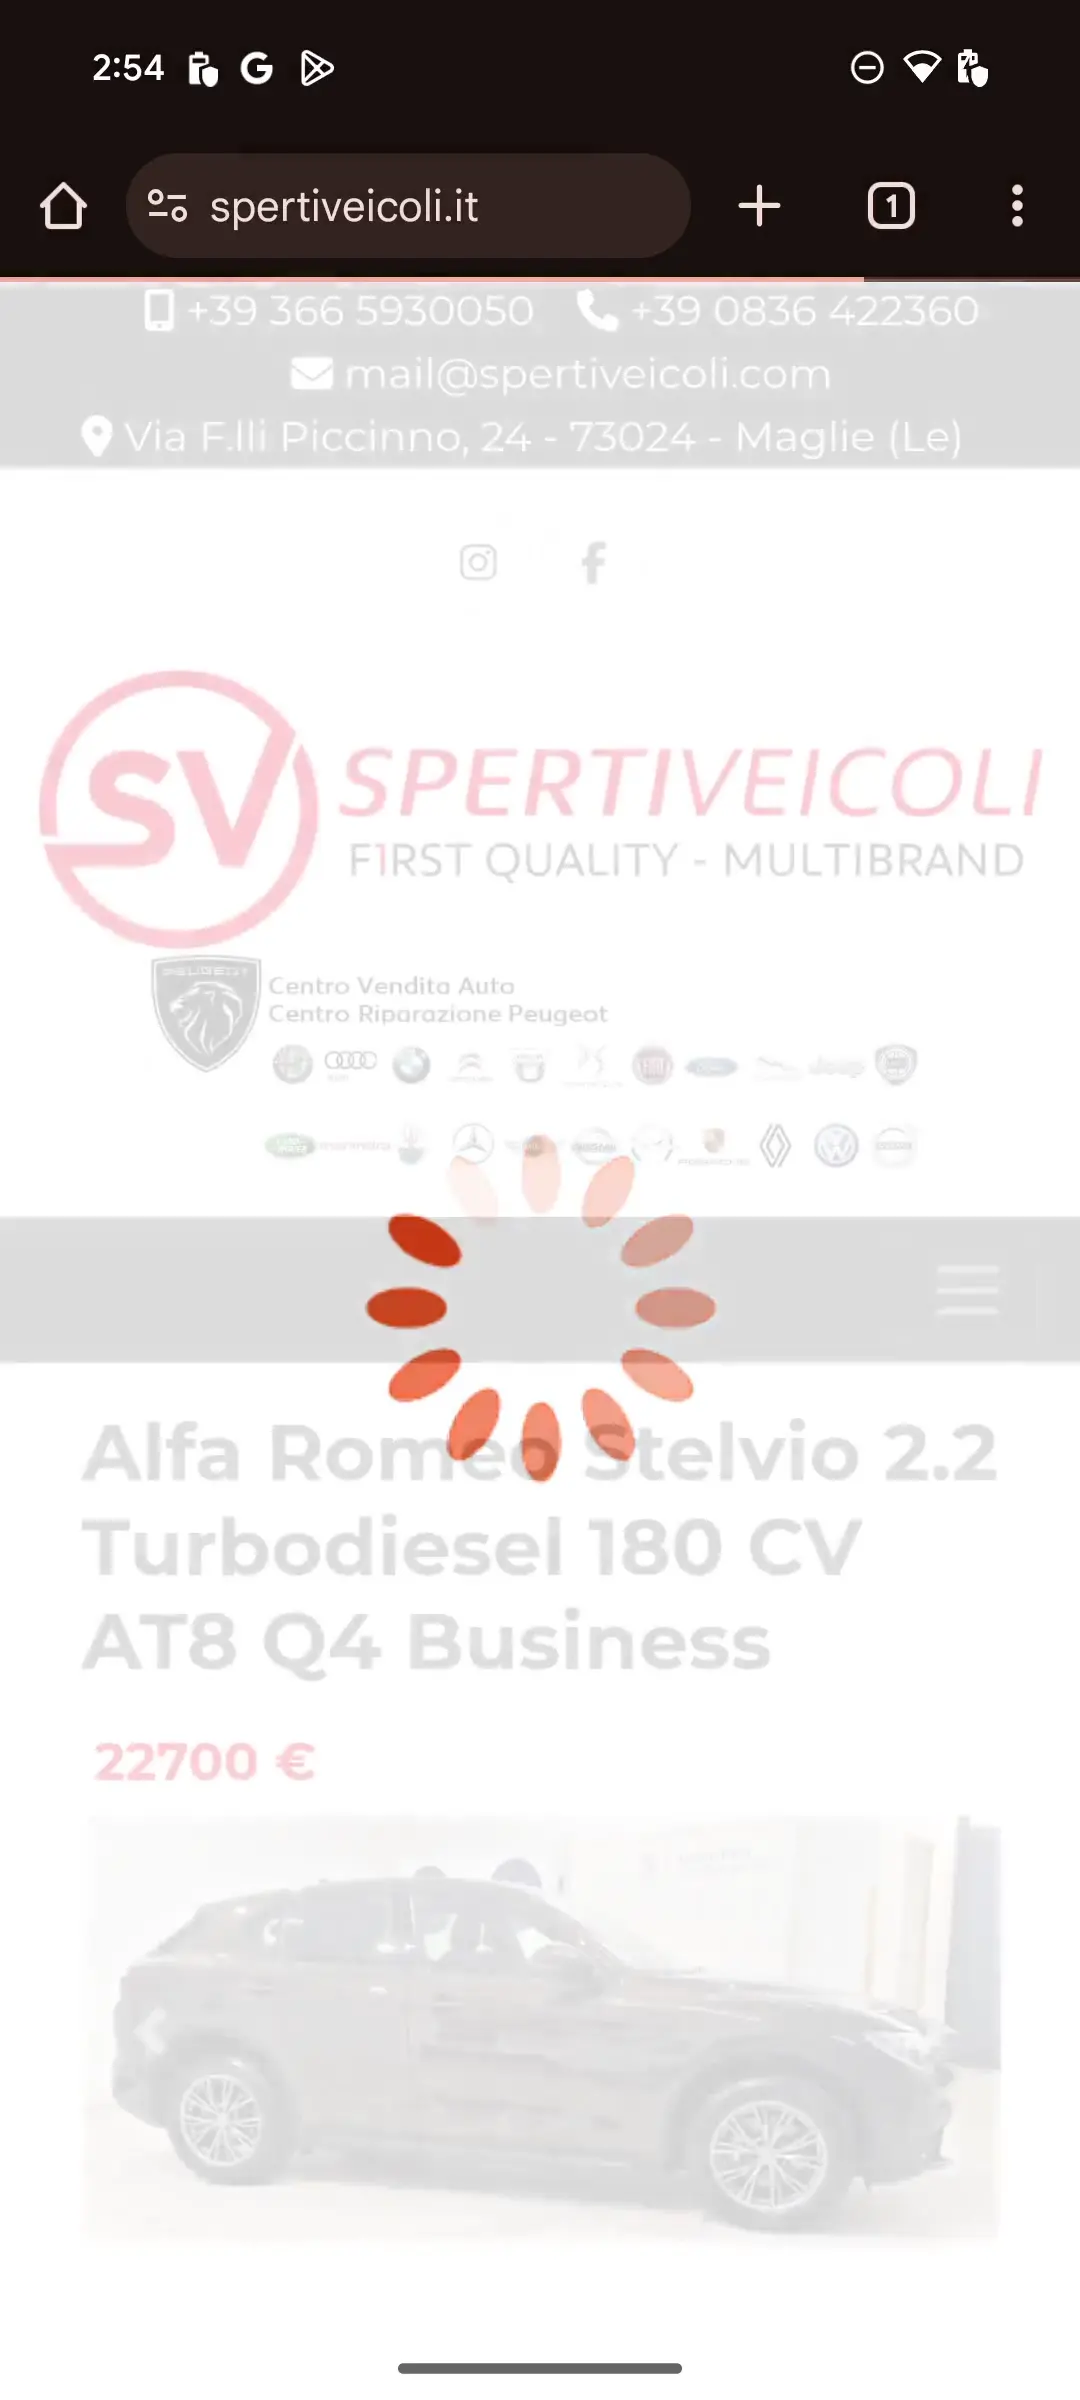 2:54
spertiveicoli.it
1
+39 366 5930050 +39 0836 422360
mail@spertiveicoli.com
Via F.lli Piccinno, 24 - 73024 - Maglie (Le)
SV
SPERTIVEICOLI
F1RST QUALITY - MULTIBRAND
PEUGEOT
Centro Vendita Auto
Centro Riparazione Peugeot
Alfa Romeo Stelvio 2.2
Turbodiesel 180 CV
AT8 Q4 Business
22700 €